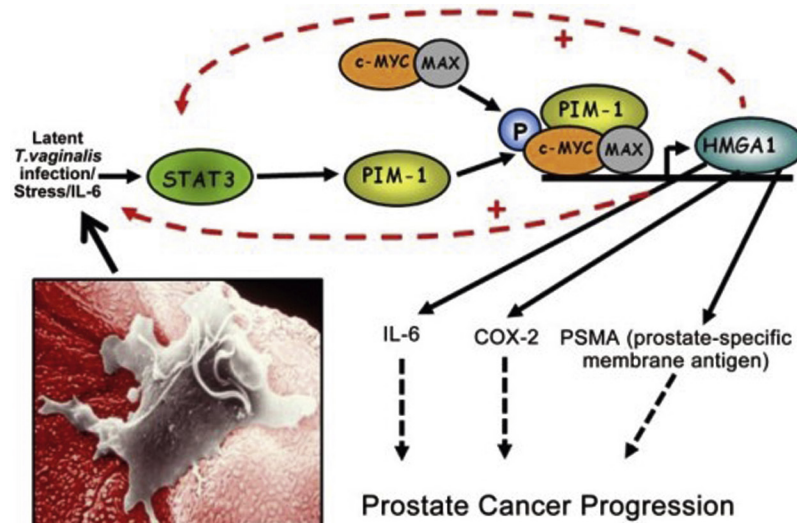 +
c-MYC MAX
PIM-1
P
c-MYC MAX
HMGA1
Latent
T.vaginalis
infection/
Stress/IL-6
STAT3
PIM-1
+
IL-6
COX-2
PSMA (prostate-specific
membrane antigen)
Prostate Cancer Progression